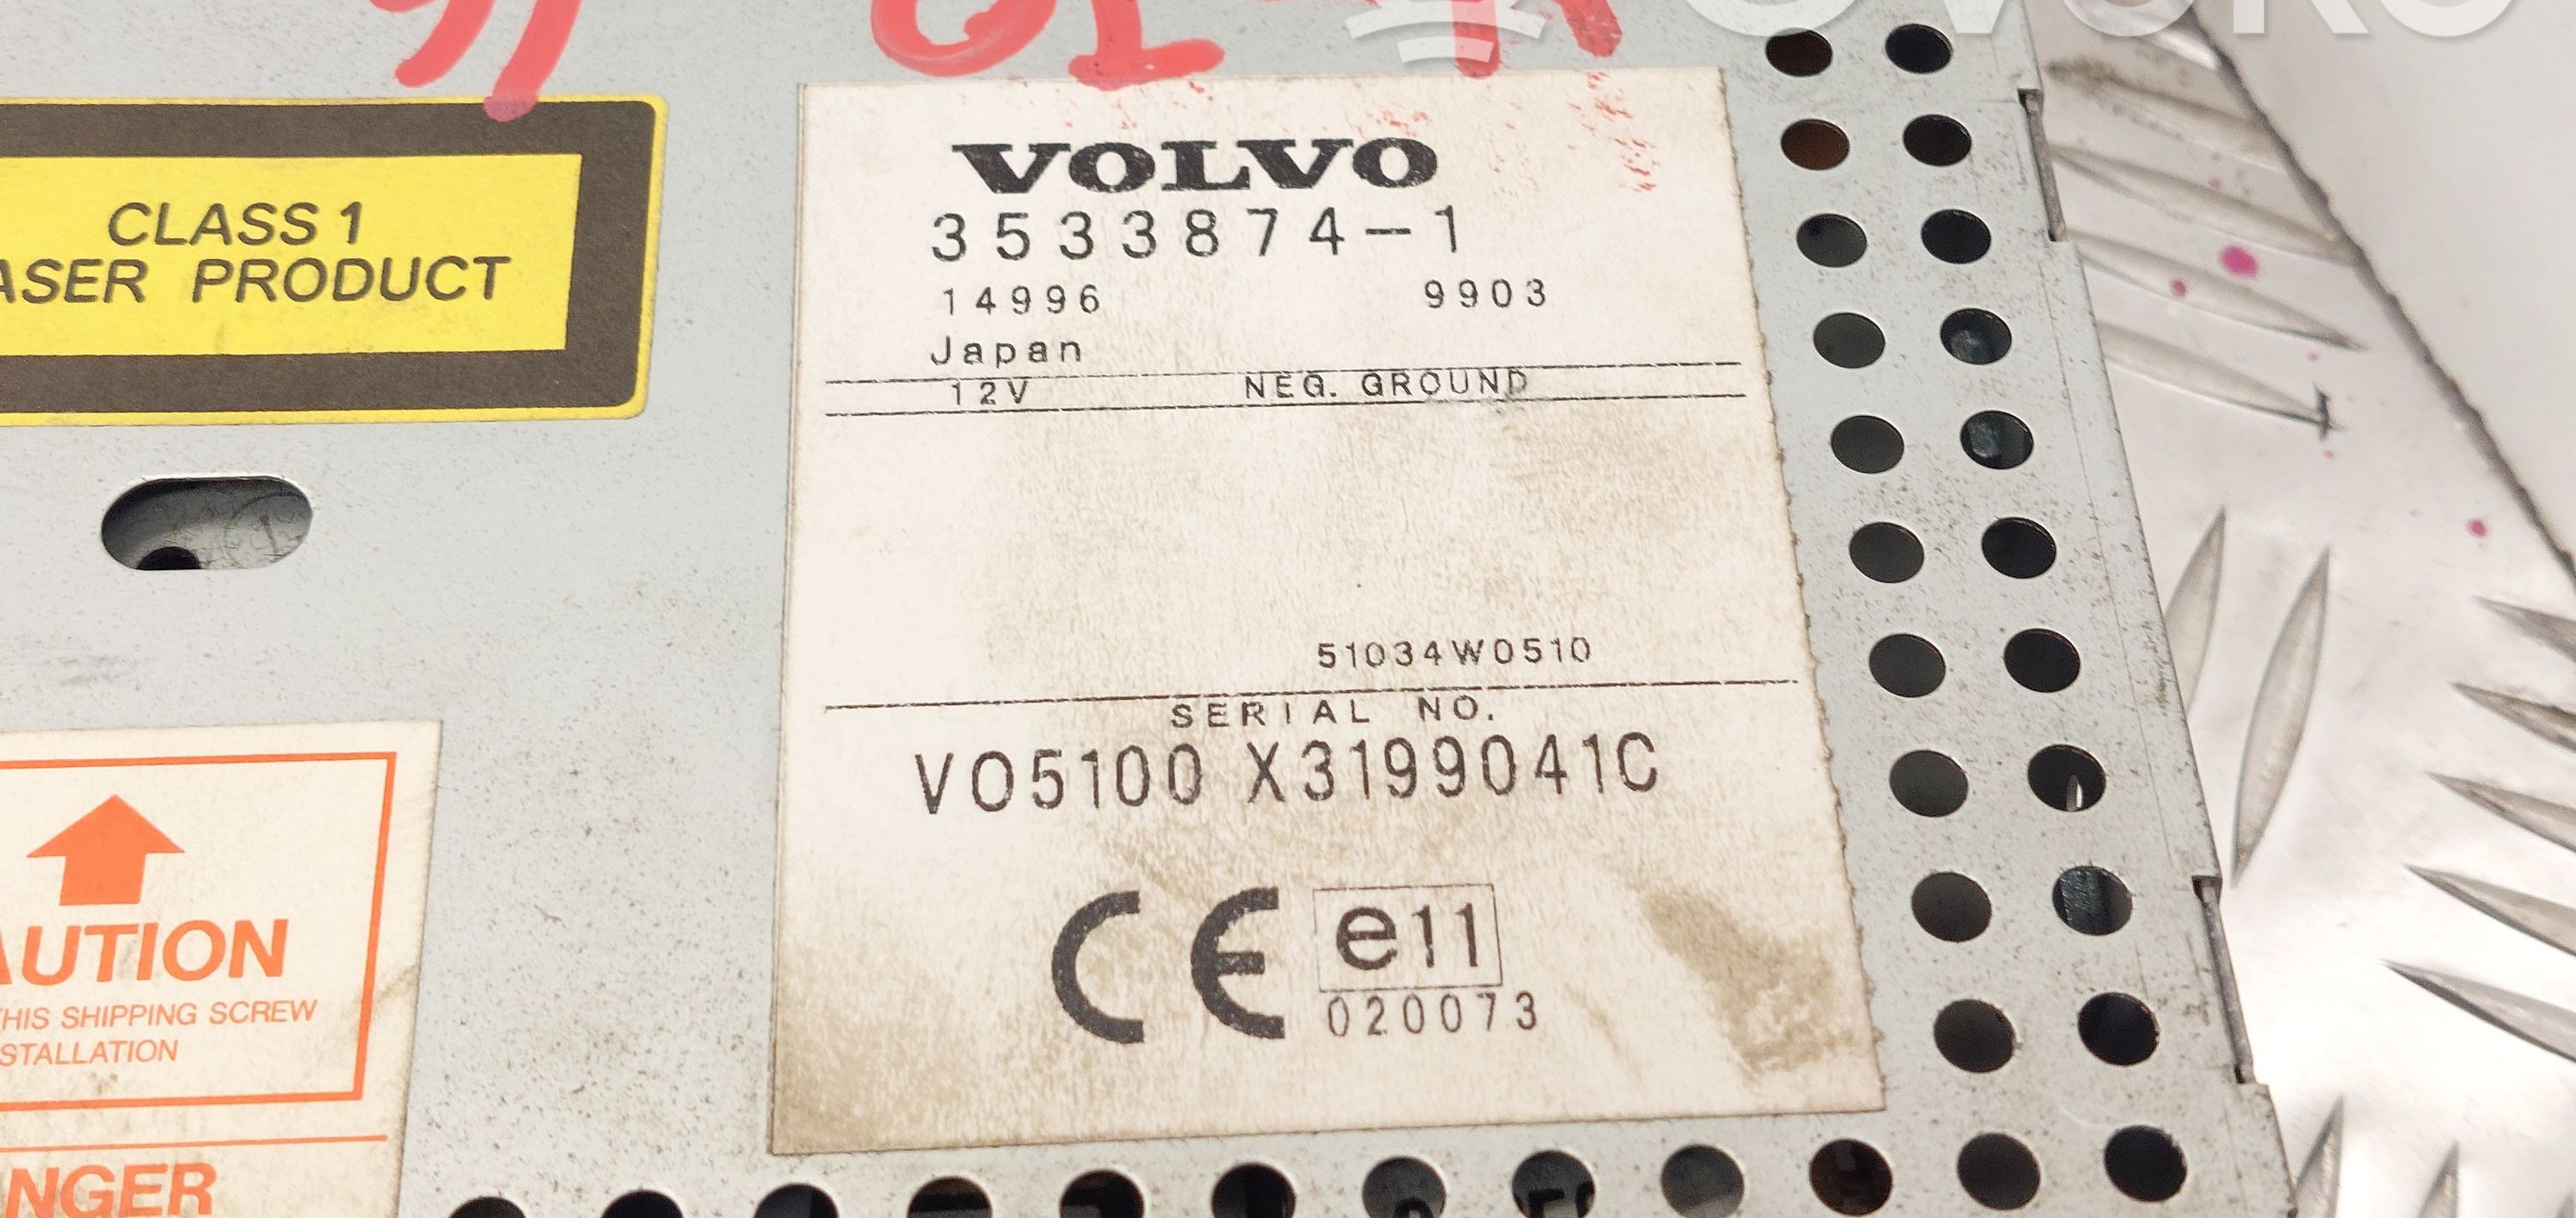 CLASS 1
ASER PRODUCT
VOLVO
3533874-1
14996 9903
Japan
12V NEG. GROUND
51034W0510
SERIAL NO.
VO5100 X3199041C
CE e11
020073
AUTION
HIS SHIPPING SCREW
STALLATION
NGER